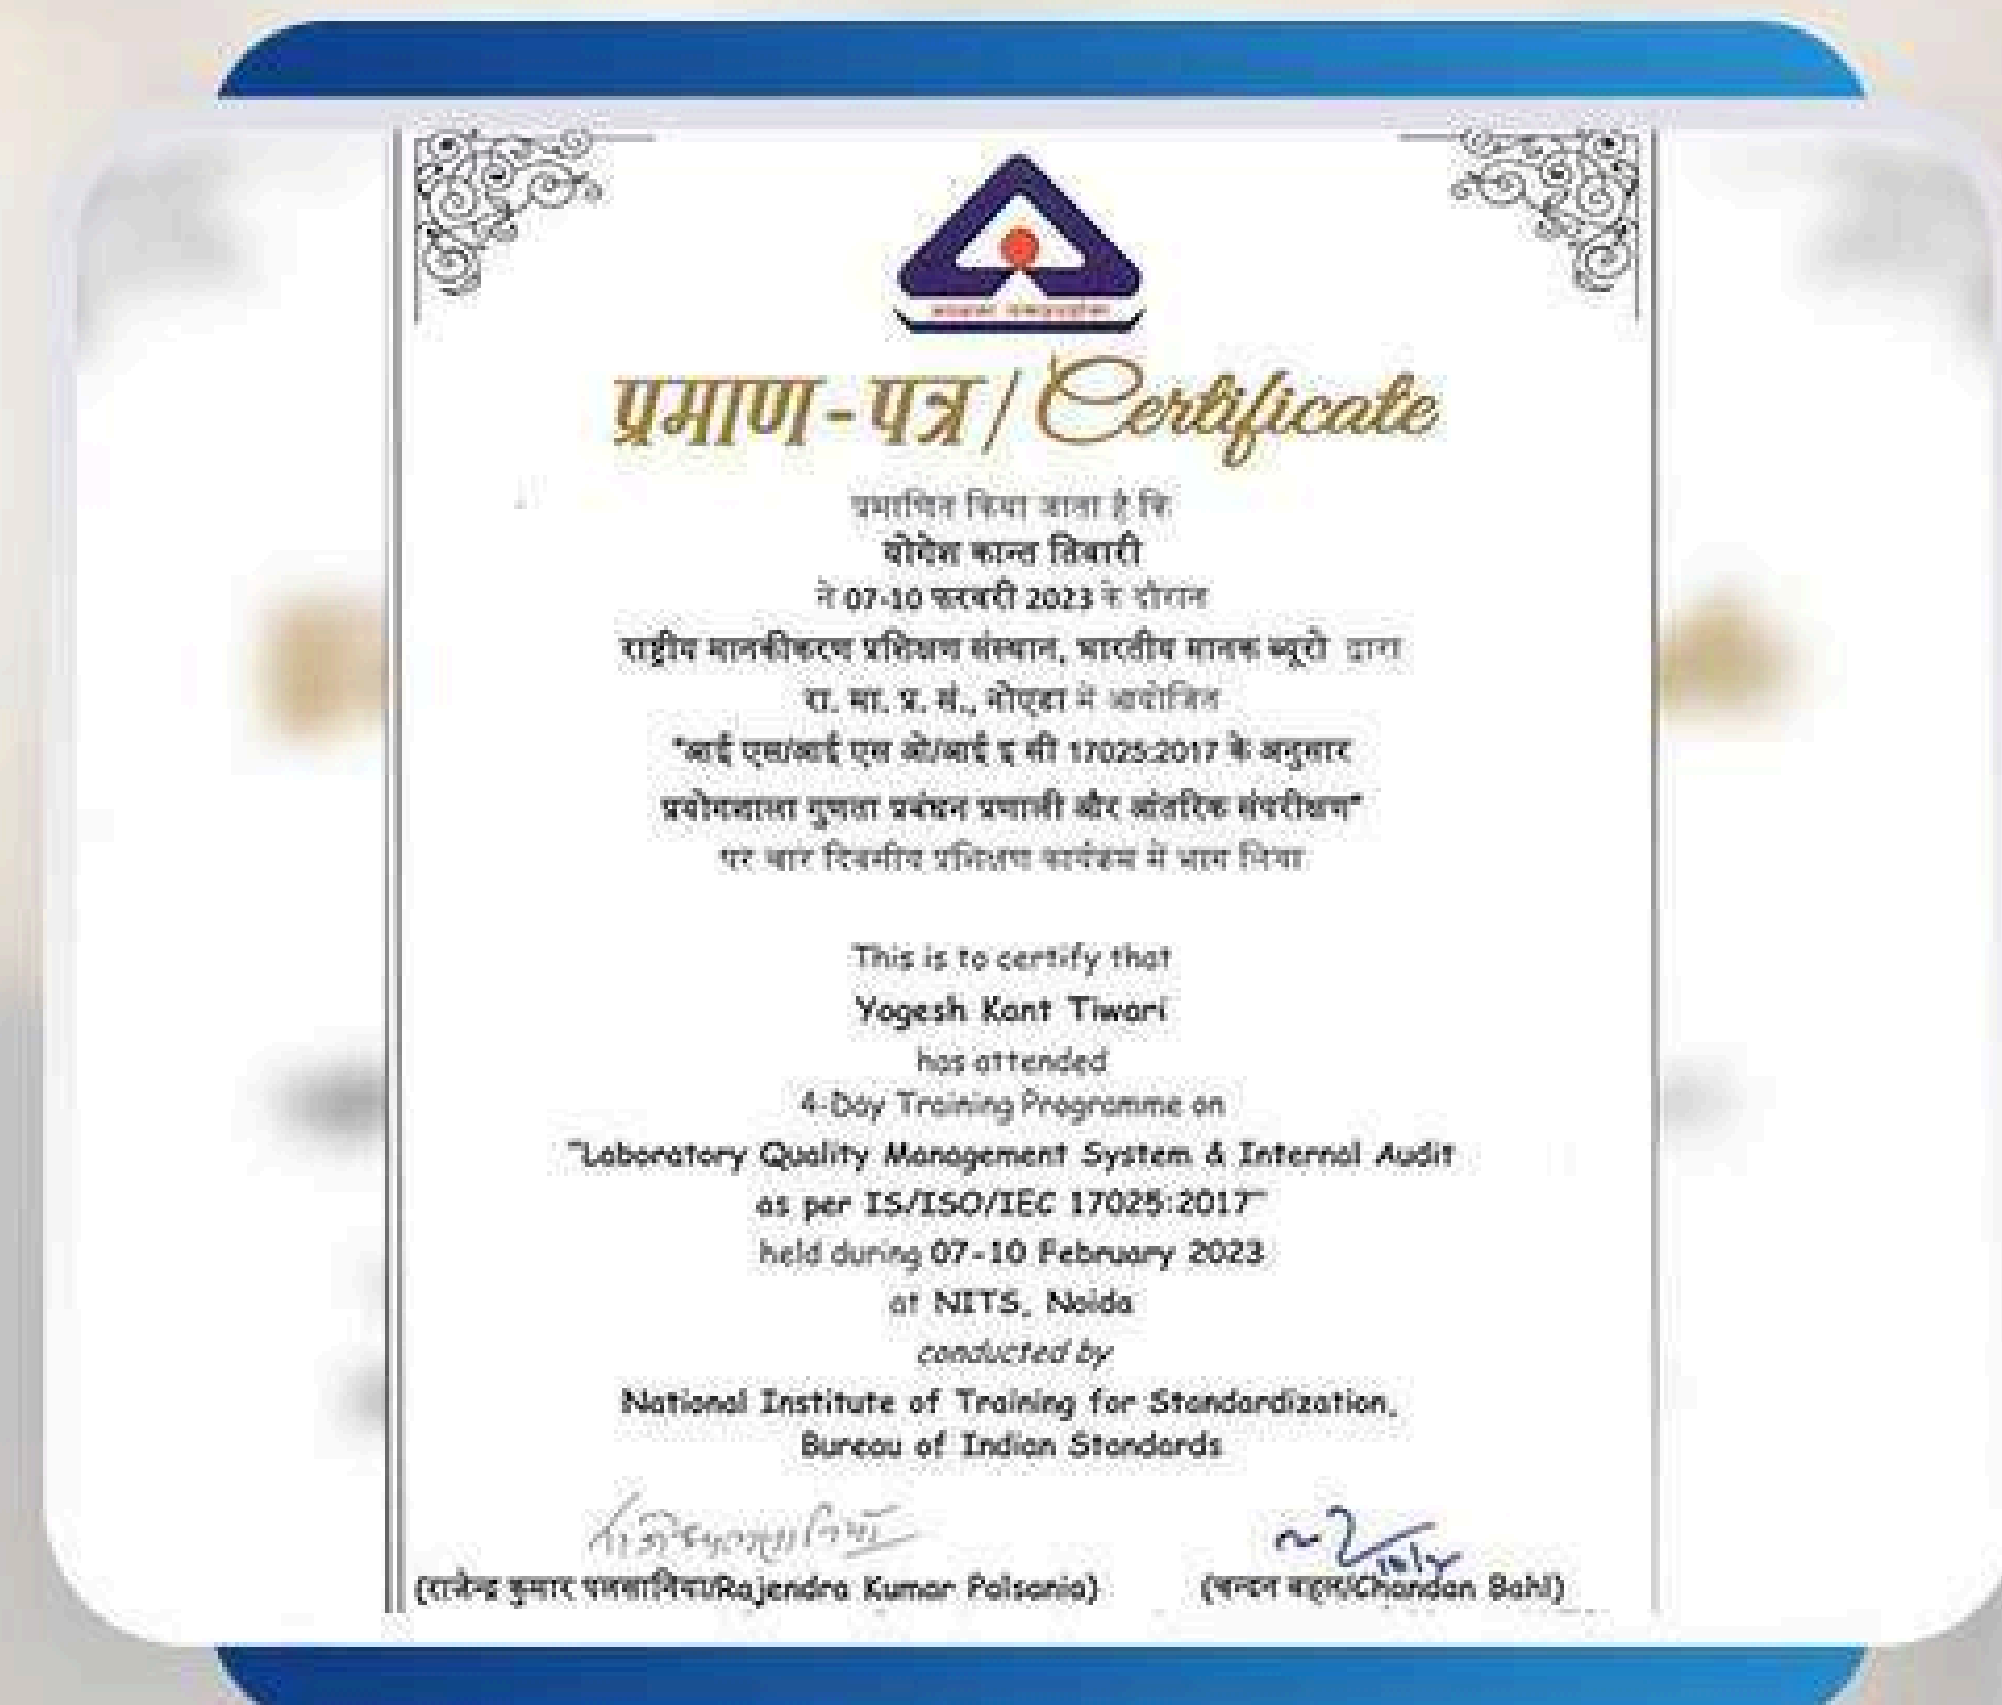 प्रमाण-पत्र / Certificate
प्रमाणित किया जाता है कि
योगेश कान्त तिवारी
ने 07-10 फरवरी 2023 के दौरान
राष्ट्रीय मानकीकरण प्रशिक्षण संस्थान, भारतीय मानक ब्यूरो द्वारा
रा. मा. प्र. सं., नोएडा में आयोजित
"आई एस/आई एस ओ/आई इ सी 17025:2017 के अनुसार
प्रयोगशाला गुणता प्रबंधन प्रणाली और आंतरिक संपरीक्षण"
पर चार दिवसीय प्रशिक्षण कार्यक्रम में भाग लिया
This is to certify that
Yogesh Kant Tiwari
has attended
4-Day Training Programme on
"Laboratory Quality Management System & Internal Audit
as per IS/ISO/IEC 17025:2017"
held during 07-10 February 2023
at NITS, Noida
conducted by
National Institute of Training for Standardization,
Bureau of Indian Standards
(राजेन्द्र कुमार पलसानिया/Rajendra Kumar Palsania)
(चन्दन बहल/Chandan Bahl)